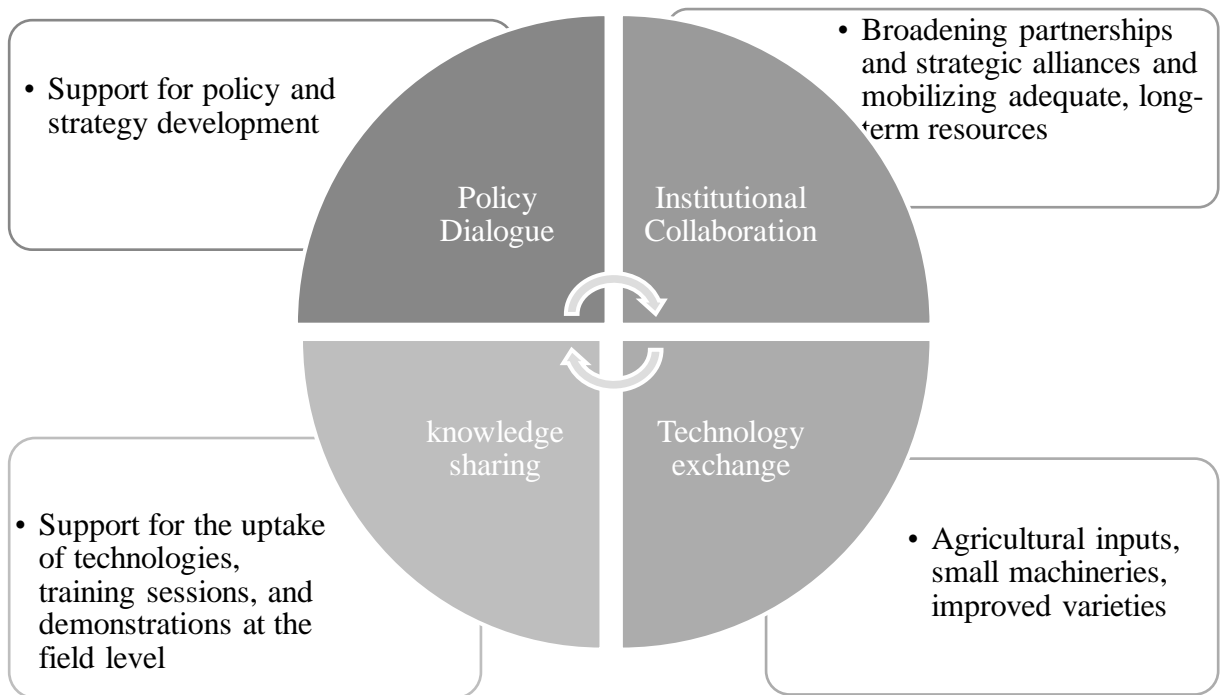 • Support for policy and
strategy development
• Broadening partnerships
and strategic alliances and
mobilizing adequate, long-
term resources
Policy
Dialogue
Institutional
Collaboration
knowledge
sharing
Technology
exchange
• Support for the uptake
of technologies,
training sessions, and
demonstrations at the
field level
• Agricultural inputs,
small machineries,
improved varieties